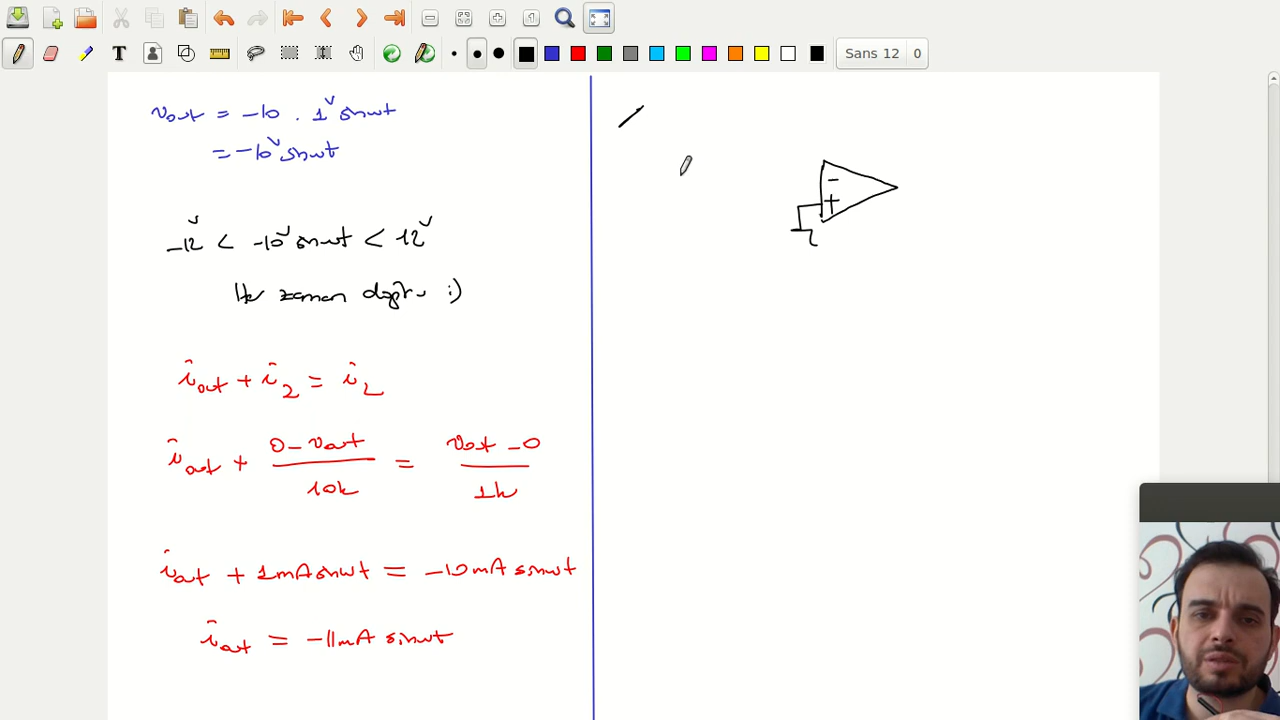 Sans 12 0
vout = -10 . 1v sinwt
= -10v sinwt
-12v < -10v sinwt < 12v
Her zaman doğru :)
iout + i2 = iL
iout + (0 - vout)/10k = (vout - 0)/1k
iout + 1mA sinwt = -10mA sinwt
iout = -11mA sinwt
-
+